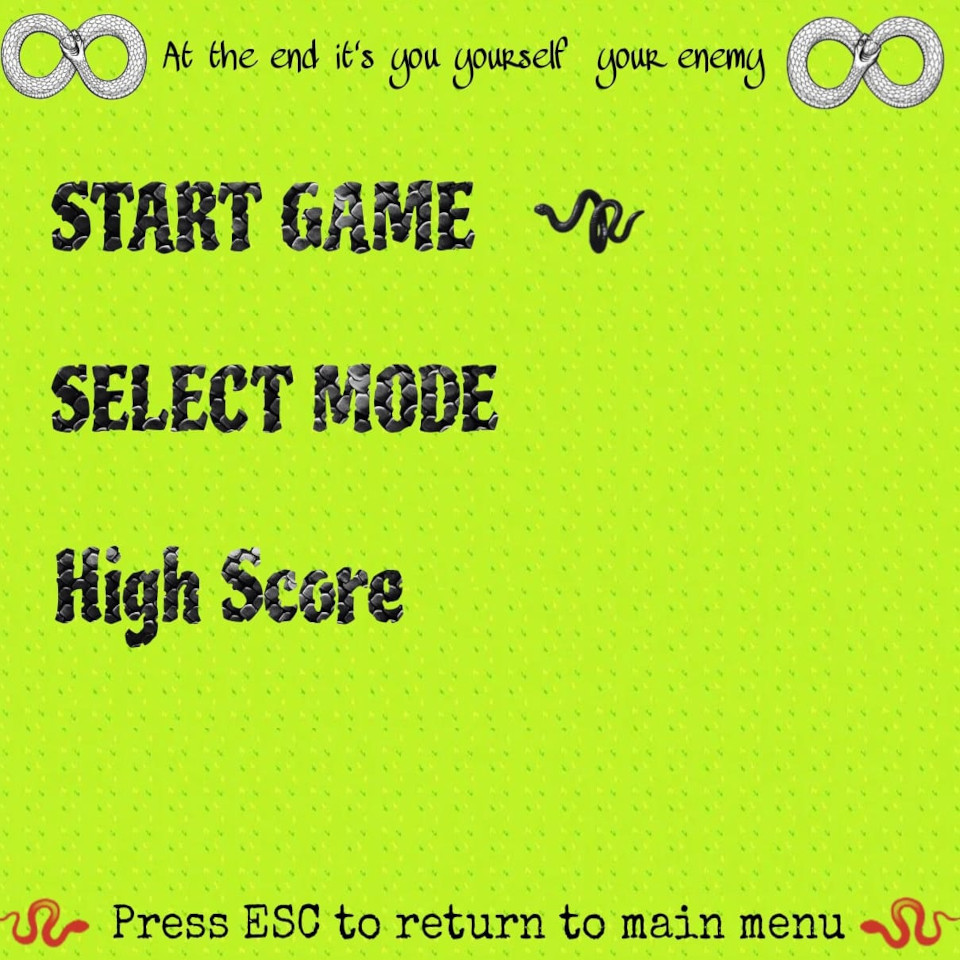 At the end it's you yourself your enemy
START GAME
SELECT MODE
High Score
Press ESC to return to main menu